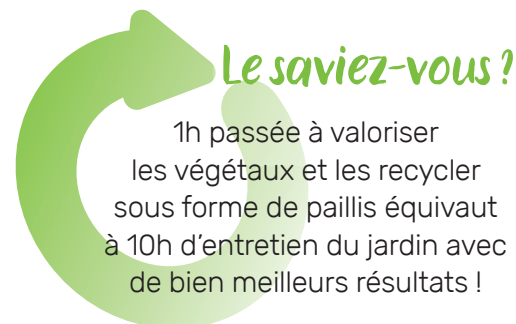 Le saviez-vous ?
1h passée à valoriser
les végétaux et les recycler
sous forme de paillis équivaut
à 10h d'entretien du jardin avec
de bien meilleurs résultats !